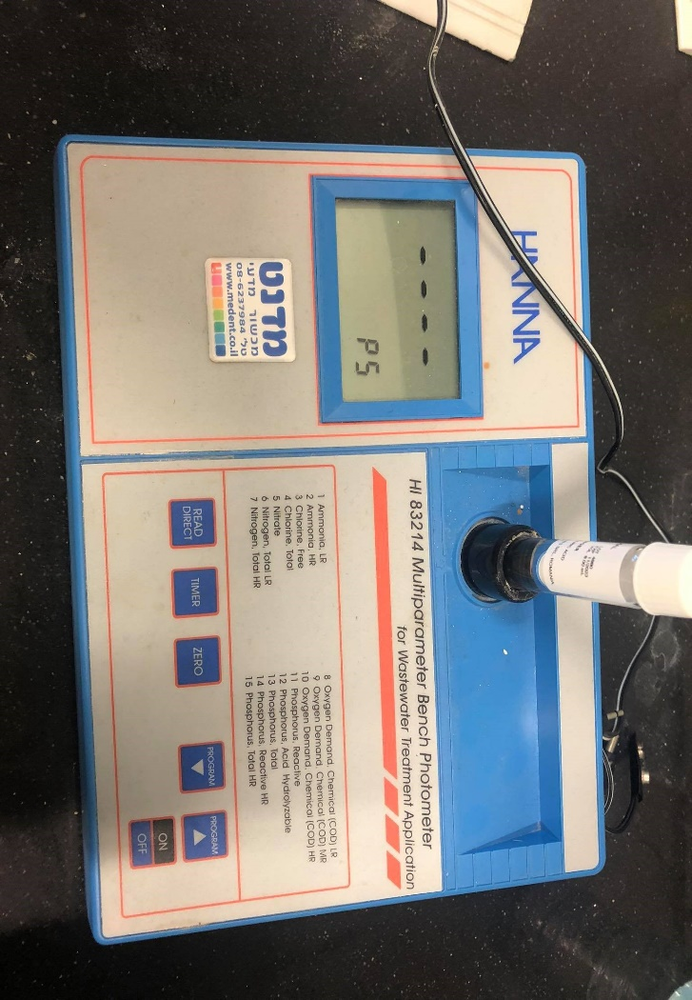 HANNA
P5
מדנט
מכשור מדעי
טל' 08-6237984
www.medent.co.il
HI 83214 Multiparameter Bench Photometer
for Wastewater Treatment Application
1 Ammonia, LR
2 Ammonia, HR
3 Chlorine, Free
4 Chlorine, Total
5 Nitrate
6 Nitrogen, Total LR
7 Nitrogen, Total HR
8 Oxygen Demand, Chemical (COD) LR
9 Oxygen Demand, Chemical (COD) MR
10 Oxygen Demand, Chemical (COD) HR
11 Phosphorus, Reactive
12 Phosphorus, Acid Hydrolyzable
13 Phosphorus, Total
14 Phosphorus, Reactive HR
15 Phosphorus, Total HR
READ
DIRECT
TIMER
ZERO
PROGRAM
PROGRAM
ON
OFF